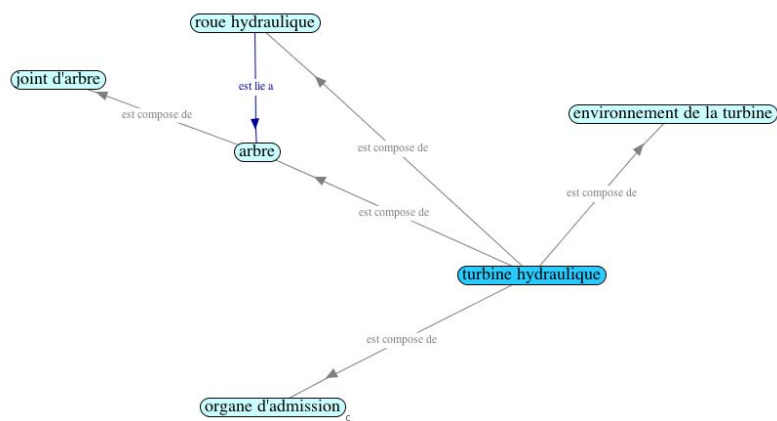 roue hydraulique
joint d'arbre
est lie a
environnement de la turbine
est compose de
arbre
est compose de
est compose de
est compose de
turbine hydraulique
est compose de
organe d'admission
c